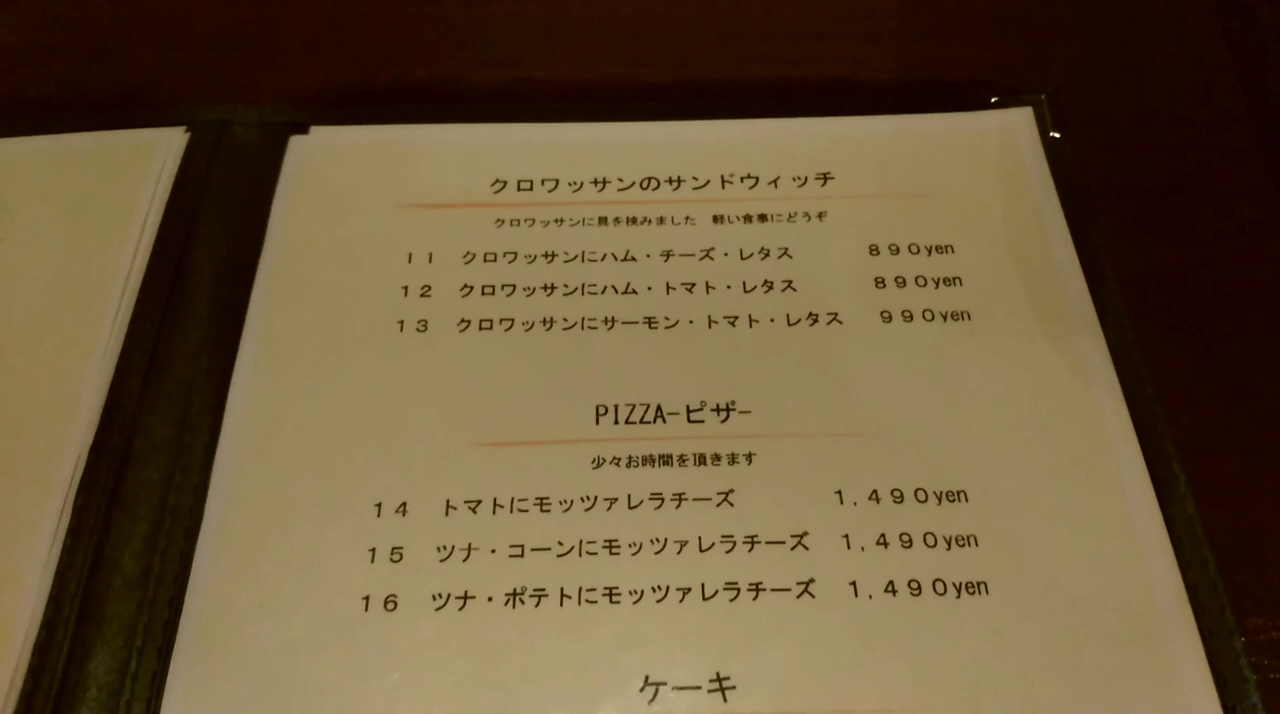 クロワッサンのサンドウィッチ
クロワッサンに具を挟みました　軽い食事にどうぞ
１１　クロワッサンにハム・チーズ・レタス　８９０yen
１２　クロワッサンにハム・トマト・レタス　８９０yen
１３　クロワッサンにサーモン・トマト・レタス　９９０yen
PIZZA-ピザ-
少々お時間を頂きます
１４　トマトにモッツァレラチーズ　１,４９０yen
１５　ツナ・コーンにモッツァレラチーズ　１,４９０yen
１６　ツナ・ポテトにモッツァレラチーズ　１,４９０yen
ケーキ